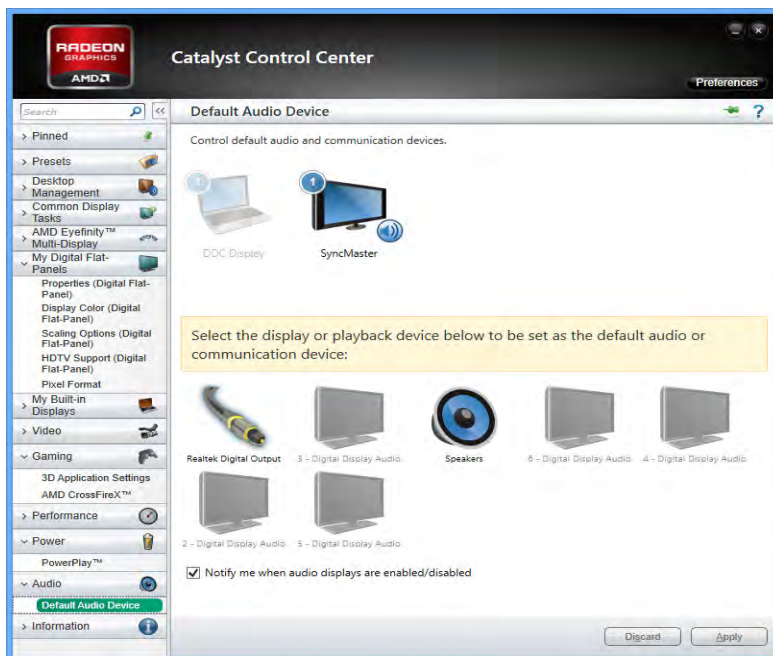 RADEON
GRAPHICS
AMD
Catalyst Control Center
Preferences
Search
<<
Default Audio Device
?
> Pinned
> Presets
> Desktop
Management
> Common Display
Tasks
> AMD Eyefinity™
Multi-Display
My Digital Flat-
Panels
Properties (Digital Flat-
Panel)
Display Color (Digital
Flat-Panel)
Scaling Options (Digital
Flat-Panel)
HDTV Support (Digital
Flat-Panel)
Pixel Format
> My Built-in
Displays
> Video
Gaming
3D Application Settings
AMD CrossFireX™
> Performance
Power
PowerPlay™
Audio
Default Audio Device
> Information
Control default audio and communication devices.
1
1
DDC Display
SyncMaster
Select the display or playback device below to be set as the default audio or
communication device:
Realtek Digital Output
3 - Digital Display Audio
Speakers
6 - Digital Display Audio
4 - Digital Display Audio
2 - Digital Display Audio
5 - Digital Display Audio
Notify me when audio displays are enabled/disabled
Discard
Apply